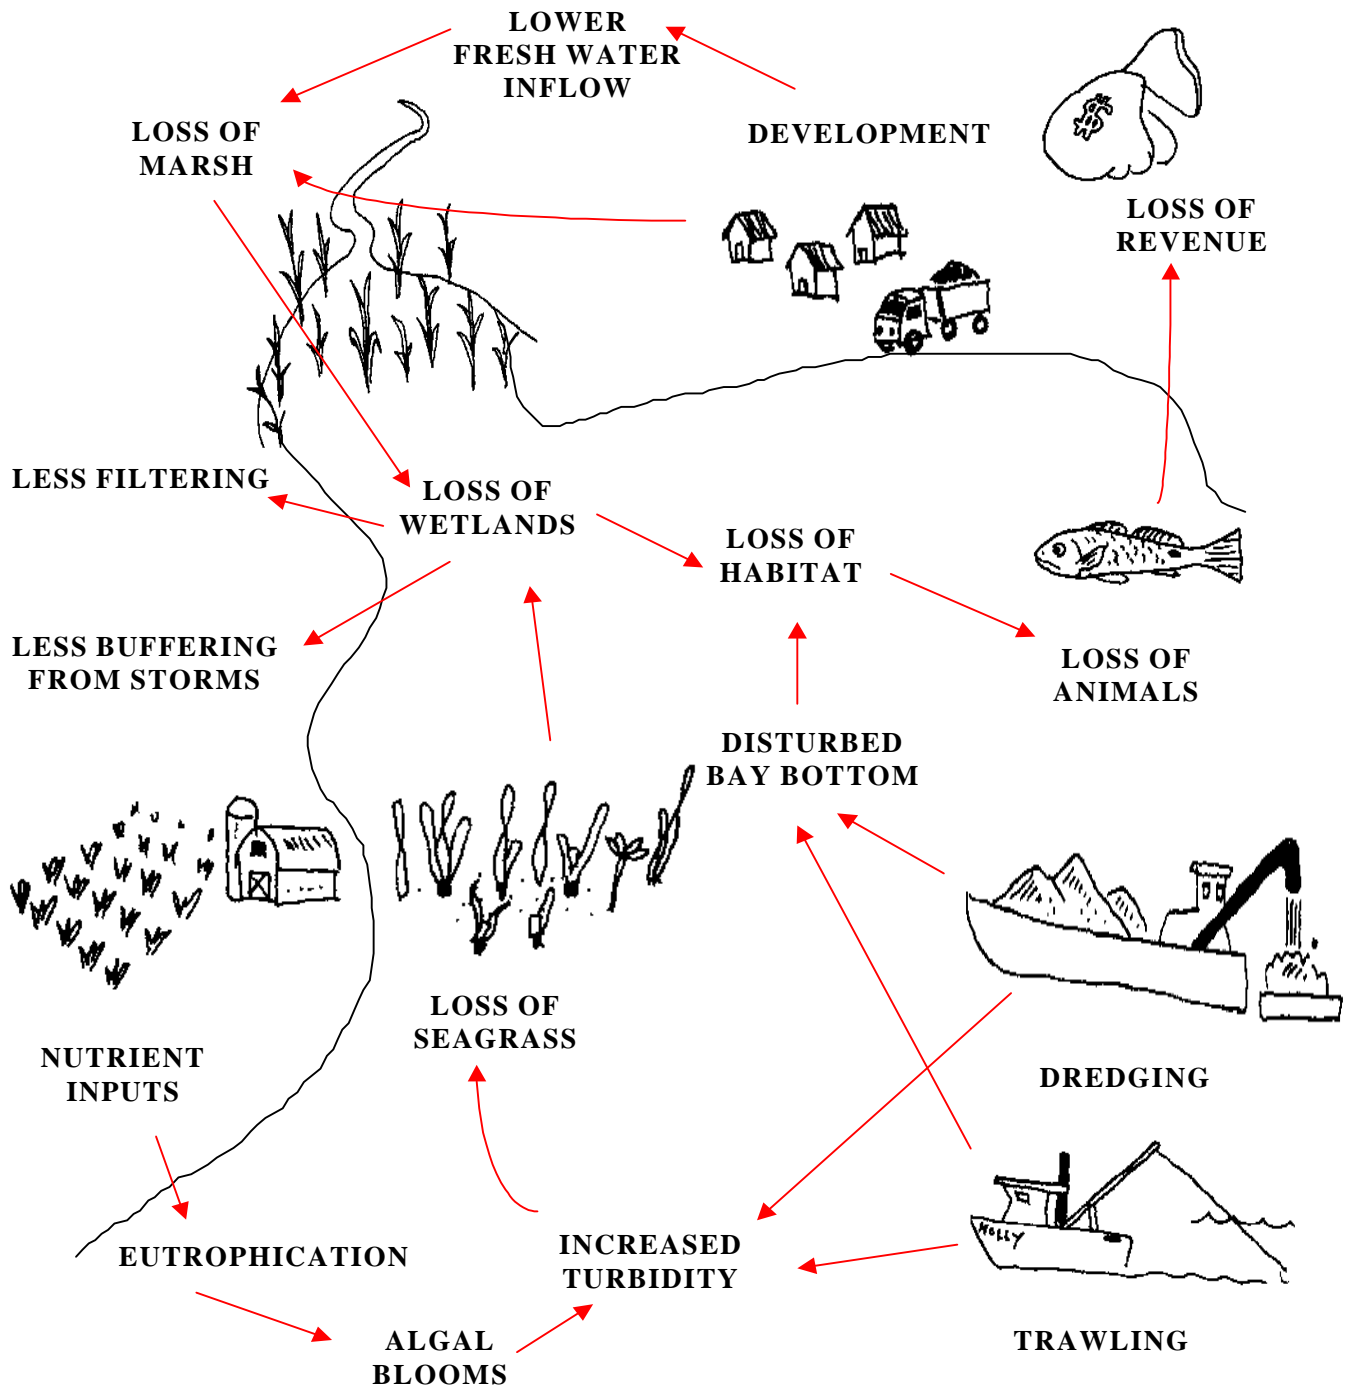 LOWER
FRESH WATER
INFLOW
LOSS OF
MARSH
DEVELOPMENT
$
LOSS OF
REVENUE
LESS FILTERING
LOSS OF
WETLANDS
LOSS OF
HABITAT
LESS BUFFERING
FROM STORMS
LOSS OF
ANIMALS
DISTURBED
BAY BOTTOM
LOSS OF
SEAGRASS
NUTRIENT
INPUTS
DREDGING
MOLLY
EUTROPHICATION
INCREASED
TURBIDITY
TRAWLING
ALGAL
BLOOMS